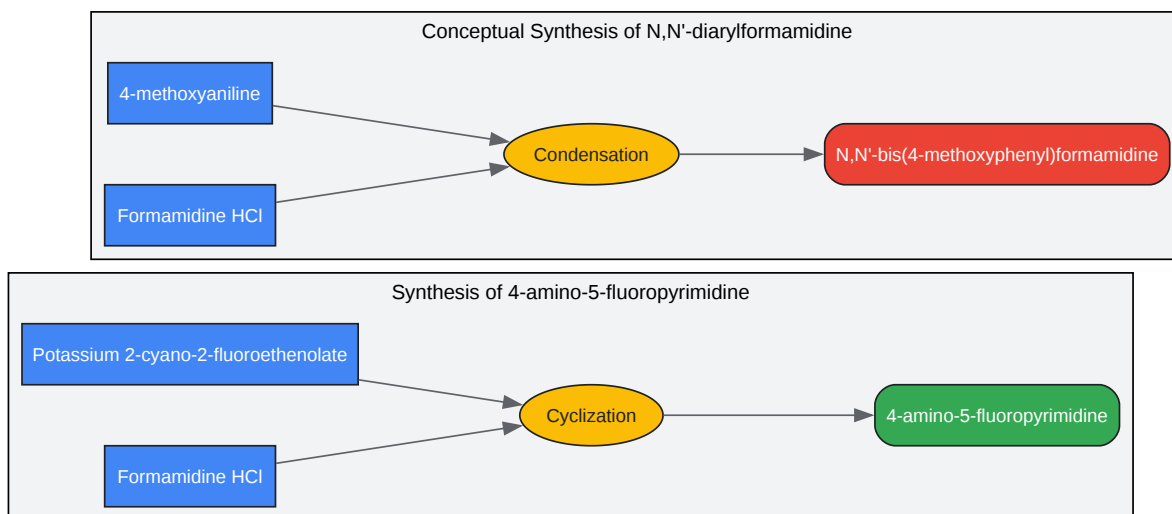 Conceptual Synthesis of N,N'-diarylformamidine
4-methoxyaniline
Condensation
N,N'-bis(4-methoxyphenyl)formamidine
Formamidine HCl
Synthesis of 4-amino-5-fluoropyrimidine
Potassium 2-cyano-2-fluoroethenolate
Cyclization
4-amino-5-fluoropyrimidine
Formamidine HCl